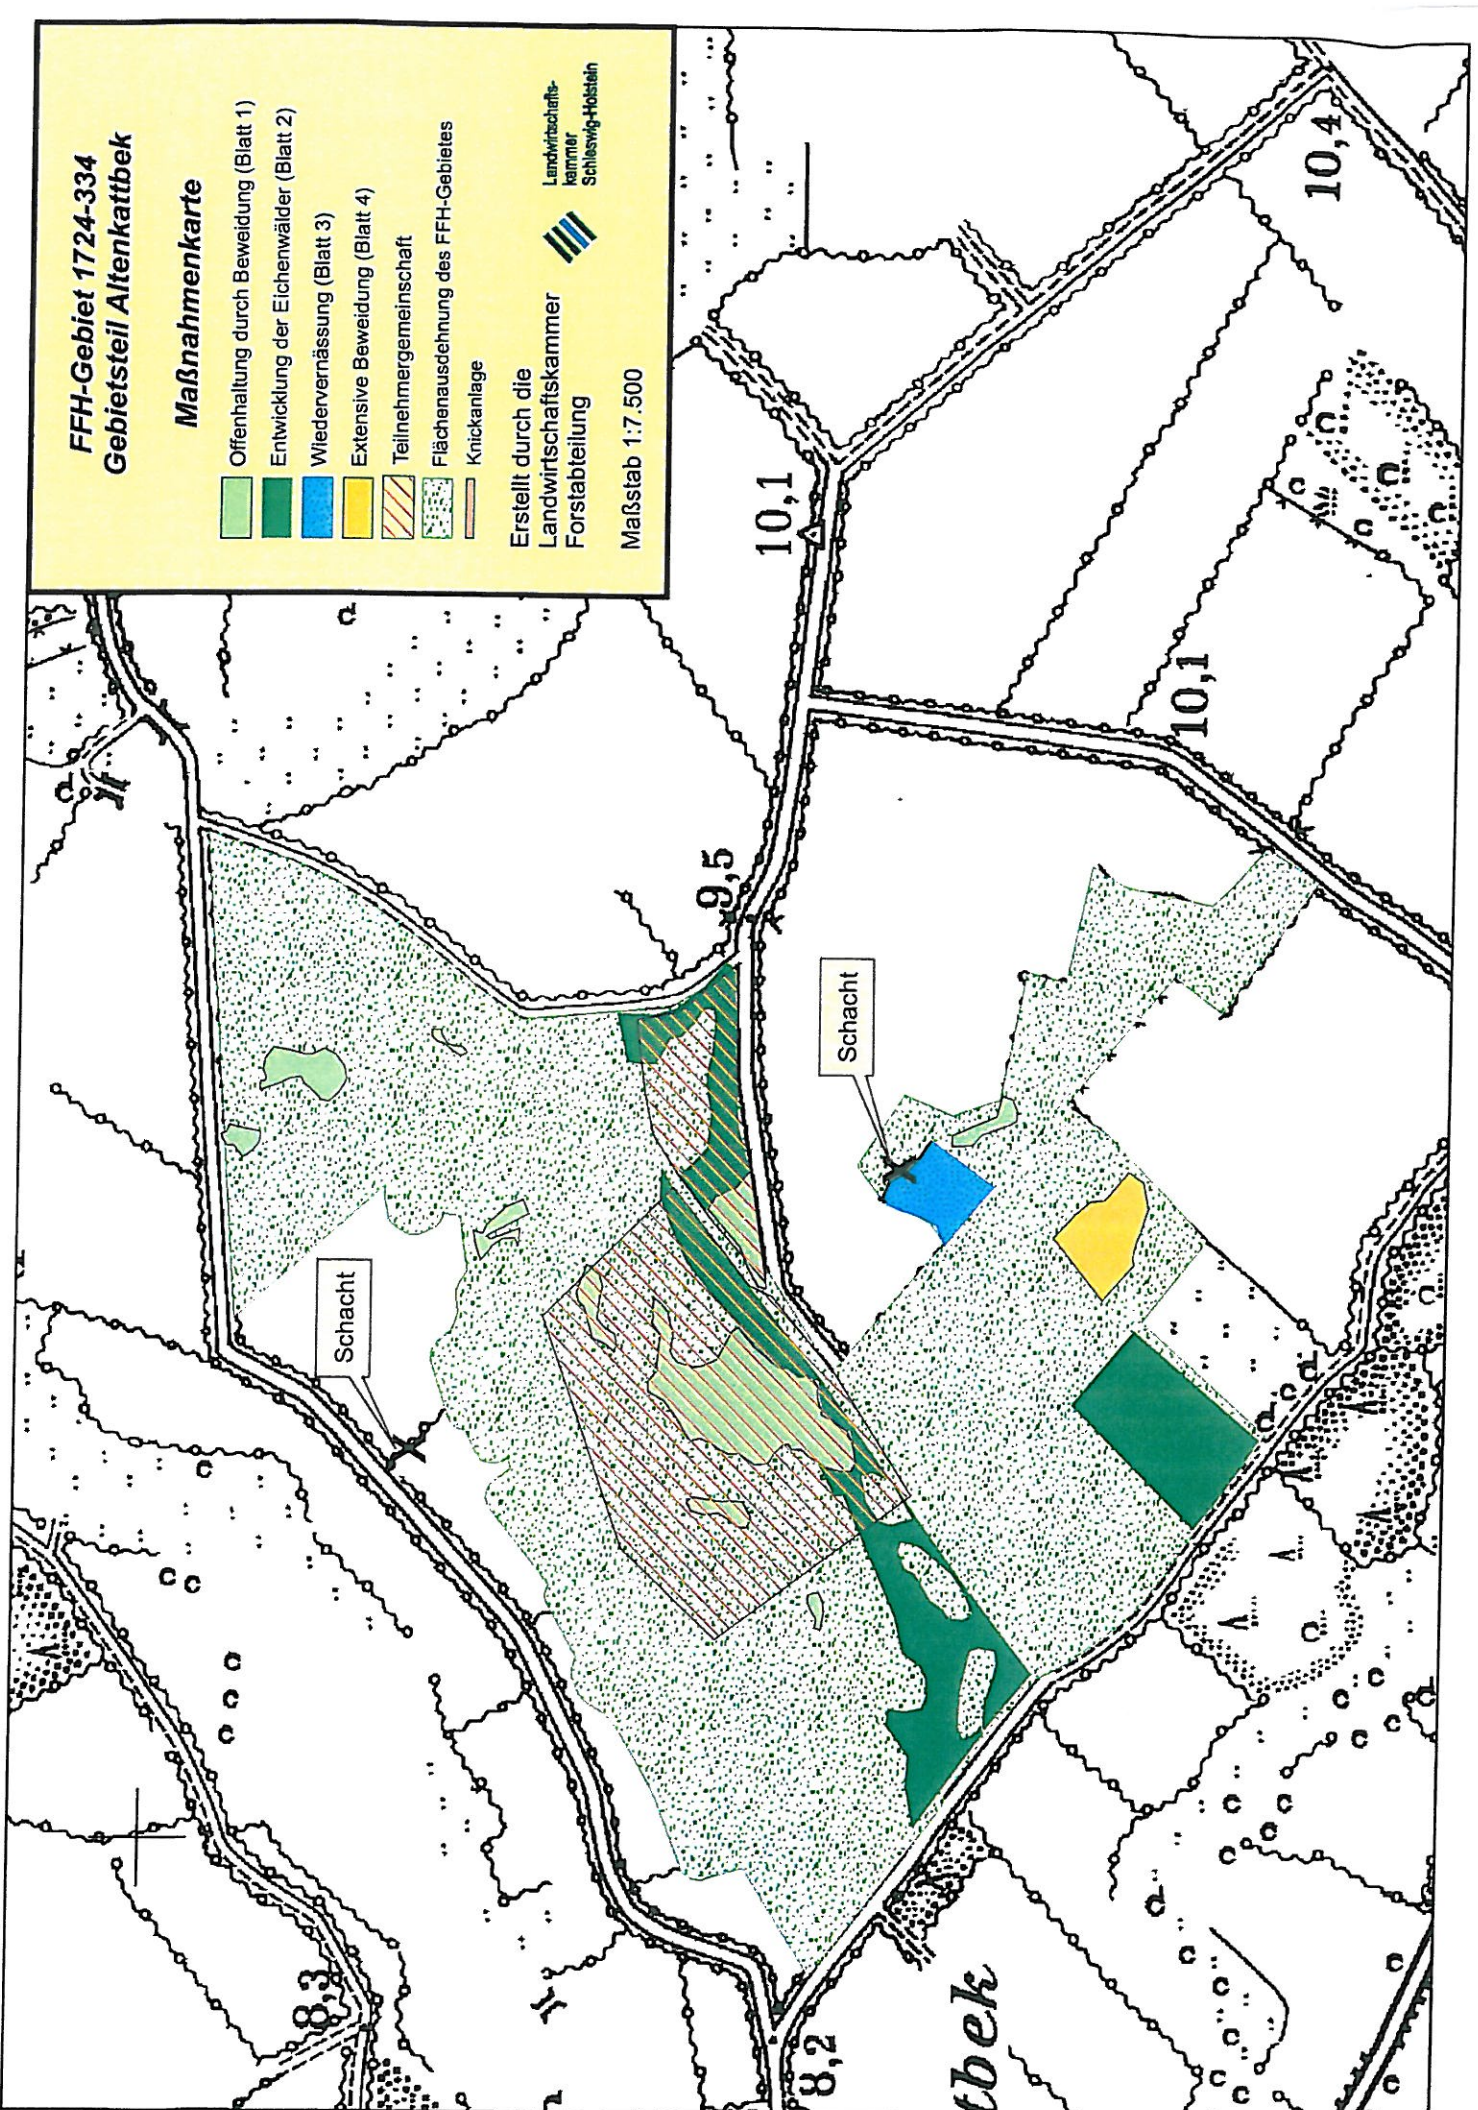 FFH-Gebiet 1724-334
Gebietsteil Altenkattbek
Maßnahmenkarte
Offenhaltung durch Beweidung (Blatt 1)
Entwicklung der Eichenwälder (Blatt 2)
Wiedervernässung (Blatt 3)
Extensive Beweidung (Blatt 4)
Teilnehmergemeinschaft
Flächenausdehnung des FFH-Gebietes
Knickanlage
Erstellt durch die
Landwirtschaftskammer
Forstabteilung
Landwirtschafts-
kammer
Schleswig-Holstein
Maßstab 1:7.500
10,4
10,1
10,1
9,5
Schacht
Schacht
8,3
8,2
tbek